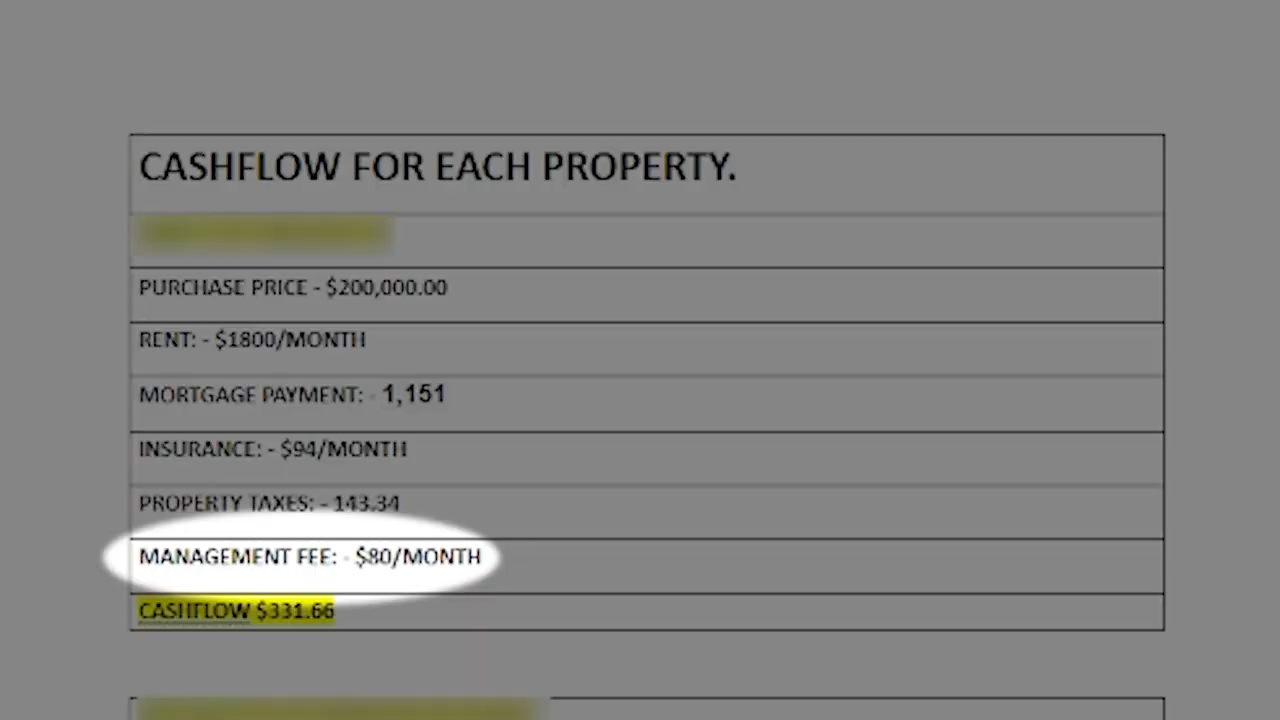 CASHFLOW FOR EACH PROPERTY.
PURCHASE PRICE - $200,000.00
RENT: - $1800/MONTH
MORTGAGE PAYMENT: - 1,151
INSURANCE: - $94/MONTH
PROPERTY TAXES: - 143.34
MANAGEMENT FEE: - $80/MONTH
CASHFLOW $331.66